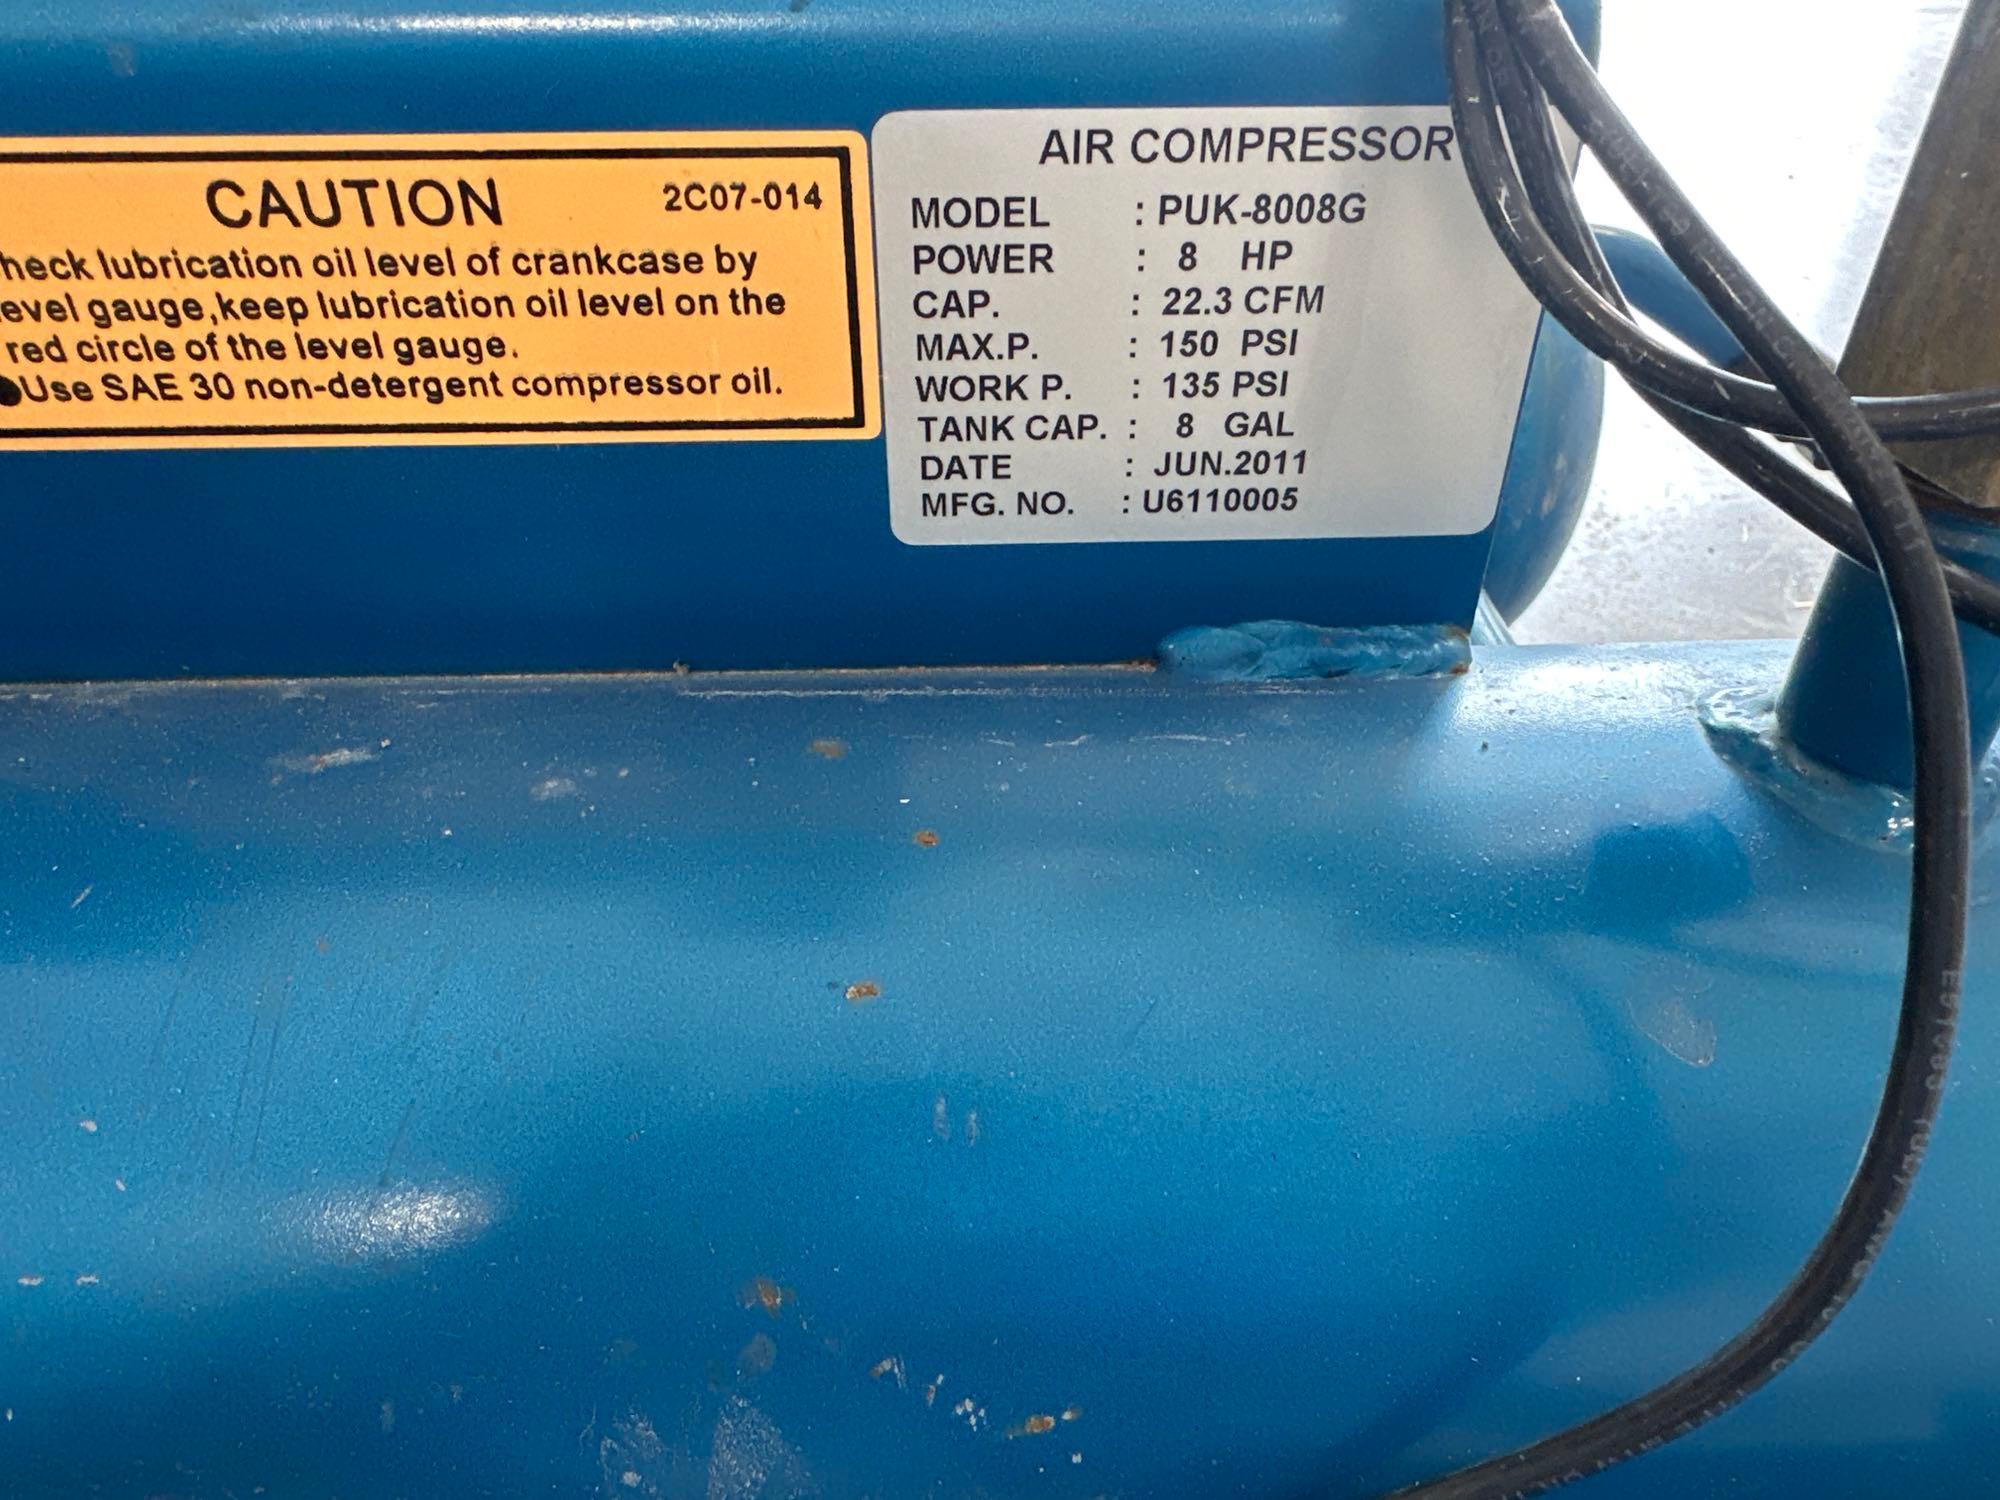 CAUTION 2C07-014
heck lubrication oil level of crankcase by
evel gauge,keep lubrication oil level on the
red circle of the level gauge.
●Use SAE 30 non-detergent compressor oil.
AIR COMPRESSOR
MODEL : PUK-8008G
POWER : 8 HP
CAP. : 22.3 CFM
MAX.P. : 150 PSI
WORK P. : 135 PSI
TANK CAP. : 8 GAL
DATE : JUN.2011
MFG. NO. : U6110005